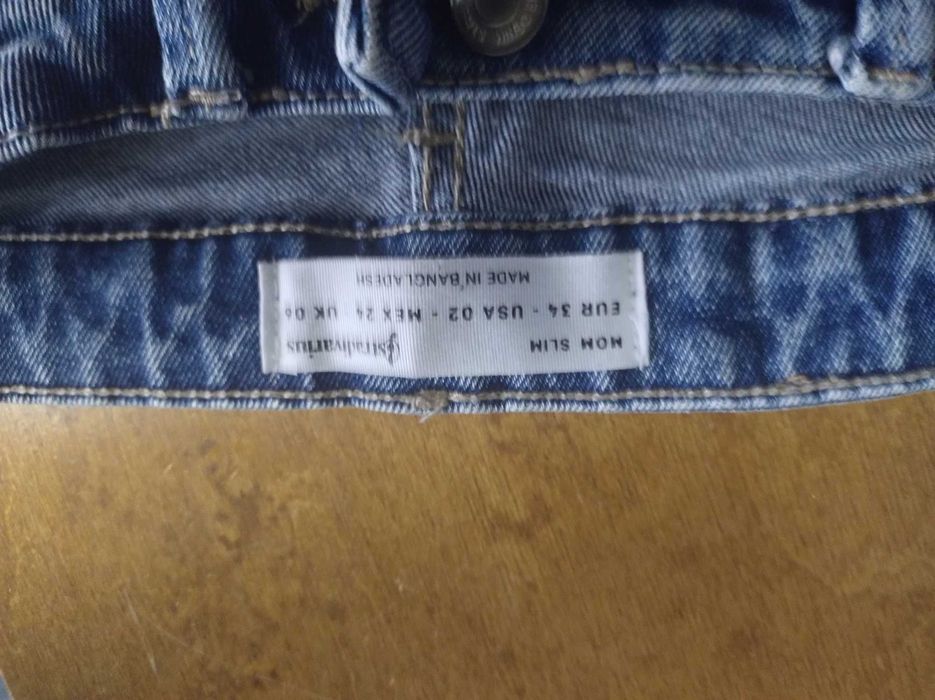 MOM SLIM Stradivarius
EUR 34 - USA 02 - MEX 24 UK 06
MADE IN BANGLADESH